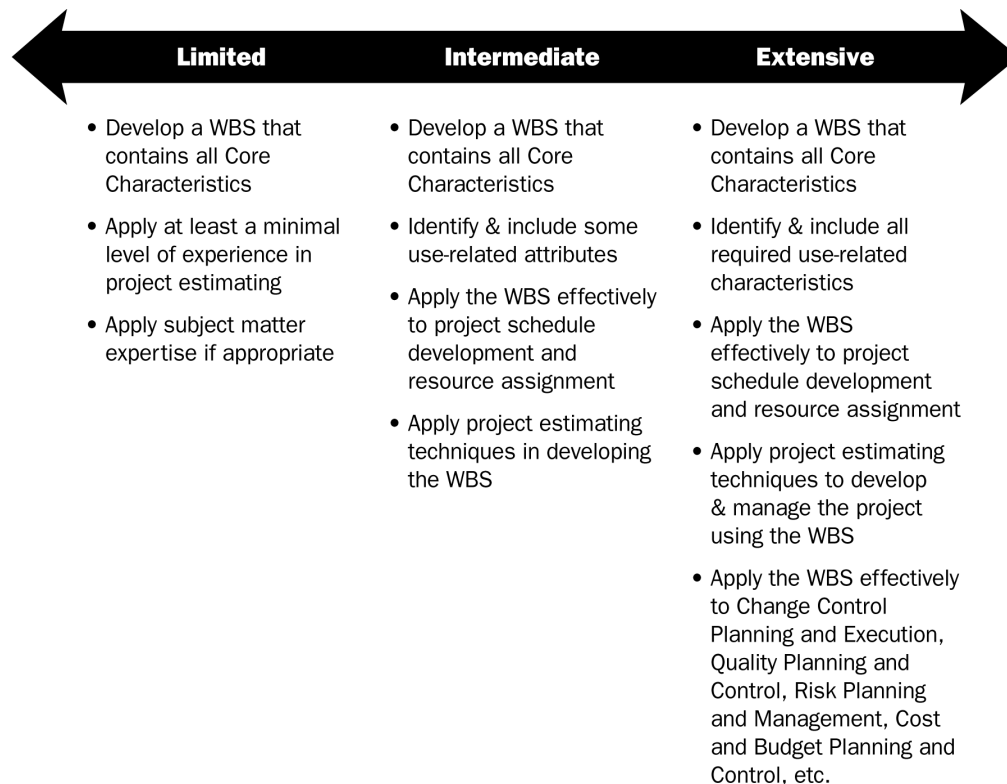 Limited
Intermediate
Extensive
• Develop a WBS that
contains all Core
Characteristics
• Apply at least a minimal
level of experience in
project estimating
• Apply subject matter
expertise if appropriate
• Develop a WBS that
contains all Core
Characteristics
• Identify & include some
use-related attributes
• Apply the WBS effectively
to project schedule
development and
resource assignment
• Apply project estimating
techniques in developing
the WBS
• Develop a WBS that
contains all Core
Characteristics
• Identify & include all
required use-related
characteristics
• Apply the WBS
effectively to project
schedule development
and resource assignment
• Apply project estimating
techniques to develop
& manage the project
using the WBS
• Apply the WBS effectively
to Change Control
Planning and Execution,
Quality Planning and
Control, Risk Planning
and Management, Cost
and Budget Planning and
Control, etc.